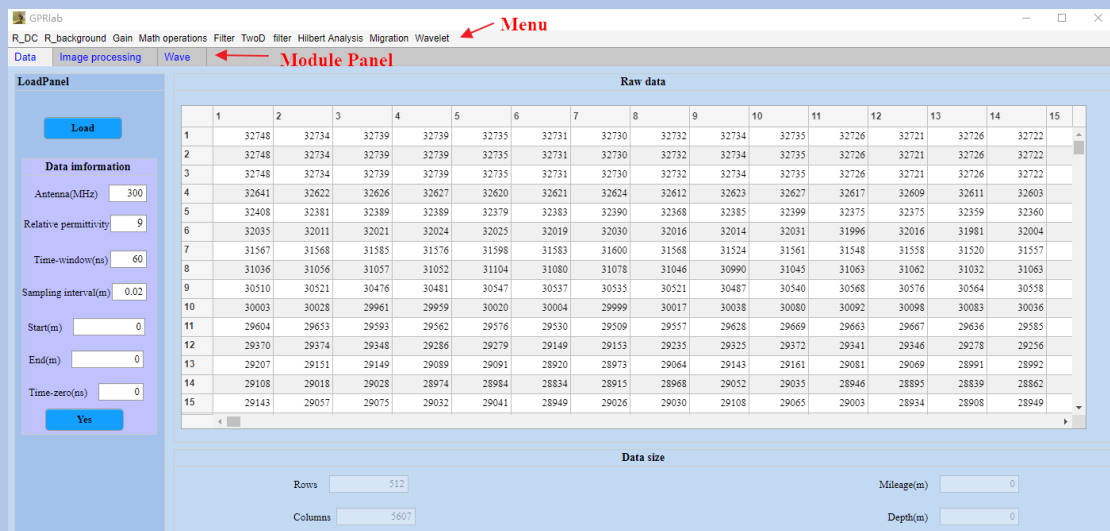 GPRlab
Menu
R_DC R_background Gain Math operations Filter TwoD filter Hilbert Analysis Migration Wavelet
Data Image processing Wave
Module Panel
LoadPanel
Raw data
Load
1 2 3 4 5 6 7 8 9 10 11 12 13 14 15
1 32748 32734 32739 32739 32735 32731 32730 32732 32734 32735 32726 32721 32726 32722
2 32748 32734 32739 32739 32735 32731 32730 32732 32734 32735 32726 32721 32726 32722
3 32748 32734 32739 32739 32735 32731 32730 32732 32734 32735 32726 32721 32726 32722
4 32641 32622 32626 32627 32620 32621 32624 32612 32623 32627 32617 32609 32611 32603
5 32408 32381 32389 32389 32379 32383 32390 32368 32385 32399 32375 32375 32359 32360
6 32035 32011 32021 32024 32025 32019 32030 32016 32014 32031 31996 32016 31981 32004
7 31567 31568 31585 31576 31598 31583 31600 31568 31524 31561 31548 31558 31520 31557
8 31036 31056 31057 31052 31104 31080 31078 31046 30990 31045 31063 31062 31032 31063
9 30510 30521 30476 30481 30547 30537 30535 30521 30487 30540 30568 30576 30564 30558
10 30003 30028 29961 29959 30020 30004 29999 30017 30038 30080 30092 30098 30083 30036
11 29604 29653 29593 29562 29576 29530 29509 29557 29628 29669 29663 29667 29636 29585
12 29370 29374 29348 29286 29279 29149 29153 29235 29325 29372 29341 29346 29278 29256
13 29207 29151 29149 29089 29091 28920 28973 29064 29143 29161 29081 29069 28991 28992
14 29108 29018 29028 28974 28984 28834 28915 28968 29052 29035 28946 28895 28839 28862
15 29143 29057 29075 29032 29041 28949 29026 29030 29108 29065 29003 28934 28908 28949
Data imformation
Antenna(MHz) 300
Relative permittivity 9
Time-window(ns) 60
Sampling interval(m) 0.02
Start(m) 0
End(m) 0
Time-zero(ns) 0
Yes
Data size
Rows 512 Mileage(m) 0
Columns 5607 Depth(m) 0